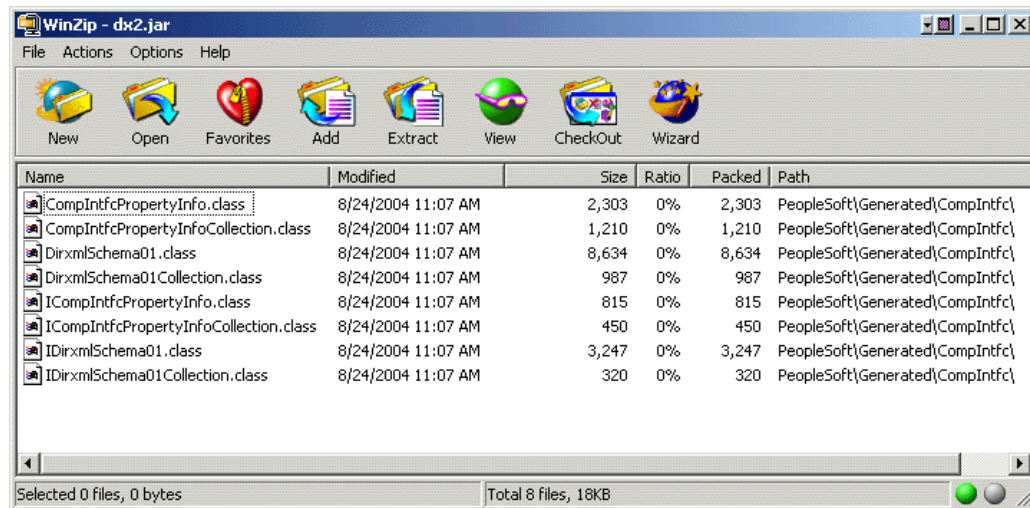 WinZip - dx2.jar
File Actions Options Help
New Open Favorites Add Extract View CheckOut Wizard
Name Modified Size Ratio Packed Path
CompIntfcPropertyInfo.class 8/24/2004 11:07 AM 2,303 0% 2,303 PeopleSoft\Generated\CompIntfc\
CompIntfcPropertyInfoCollection.class 8/24/2004 11:07 AM 1,210 0% 1,210 PeopleSoft\Generated\CompIntfc\
DirxmlSchema01.class 8/24/2004 11:07 AM 8,634 0% 8,634 PeopleSoft\Generated\CompIntfc\
DirxmlSchema01Collection.class 8/24/2004 11:07 AM 987 0% 987 PeopleSoft\Generated\CompIntfc\
ICompIntfcPropertyInfo.class 8/24/2004 11:07 AM 815 0% 815 PeopleSoft\Generated\CompIntfc\
ICompIntfcPropertyInfoCollection.class 8/24/2004 11:07 AM 450 0% 450 PeopleSoft\Generated\CompIntfc\
IDirxmlSchema01.class 8/24/2004 11:07 AM 3,247 0% 3,247 PeopleSoft\Generated\CompIntfc\
IDirxmlSchema01Collection.class 8/24/2004 11:07 AM 320 0% 320 PeopleSoft\Generated\CompIntfc\
Selected 0 files, 0 bytes Total 8 files, 18KB